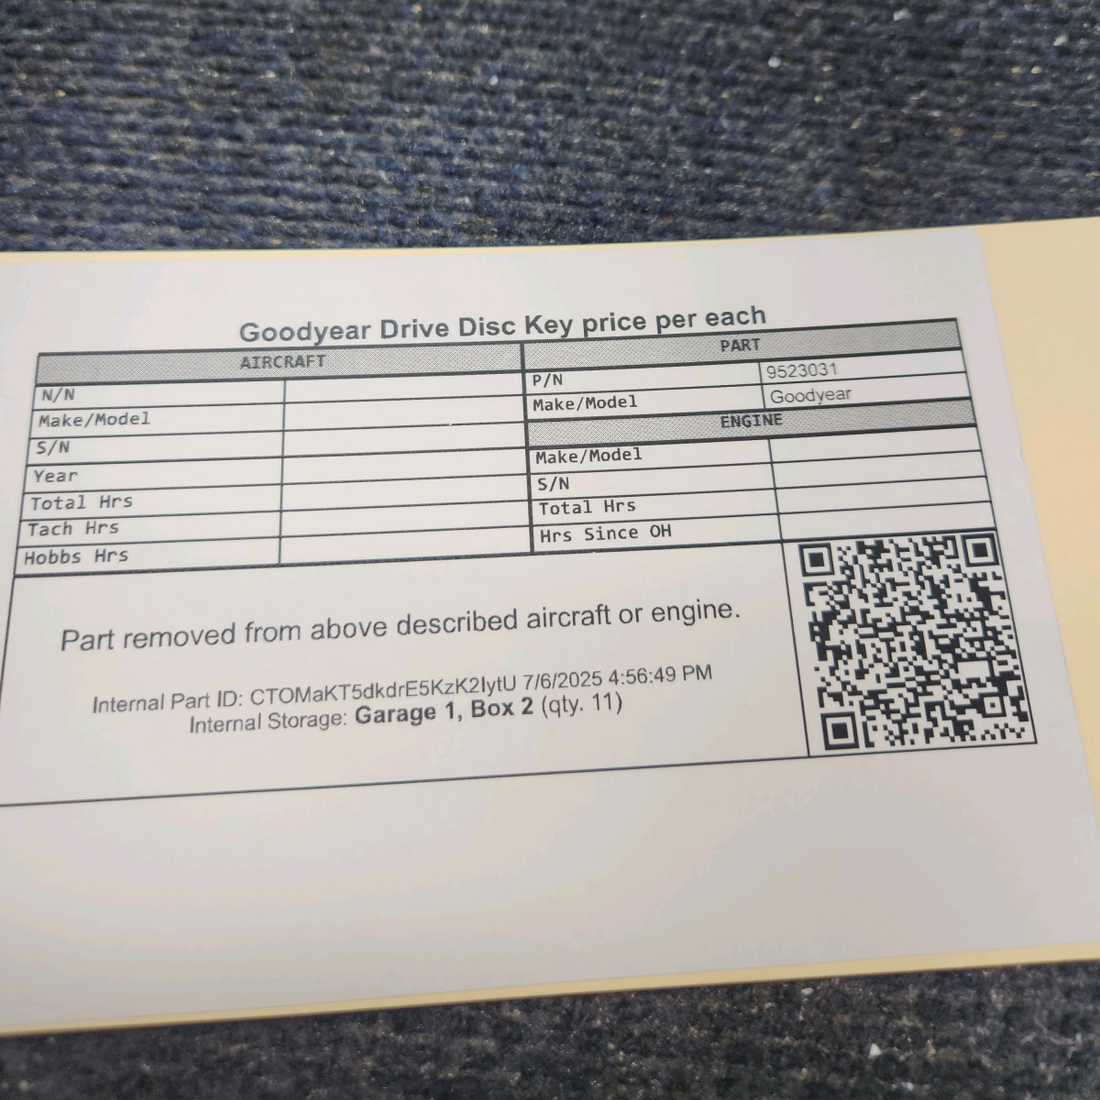 Goodyear Drive Disc Key price per each
AIRCRAFT
N/N
Make/Model
S/N
Year
Total Hrs
Tach Hrs
Hobbs Hrs
PART
P/N 9523031
Make/Model Goodyear
ENGINE
Make/Model
S/N
Total Hrs
Hrs Since OH
Part removed from above described aircraft or engine.
Internal Part ID: CTOMaKT5dkdrE5KzK2IytU 7/6/2025 4:56:49 PM
Internal Storage: Garage 1, Box 2 (qty. 11)